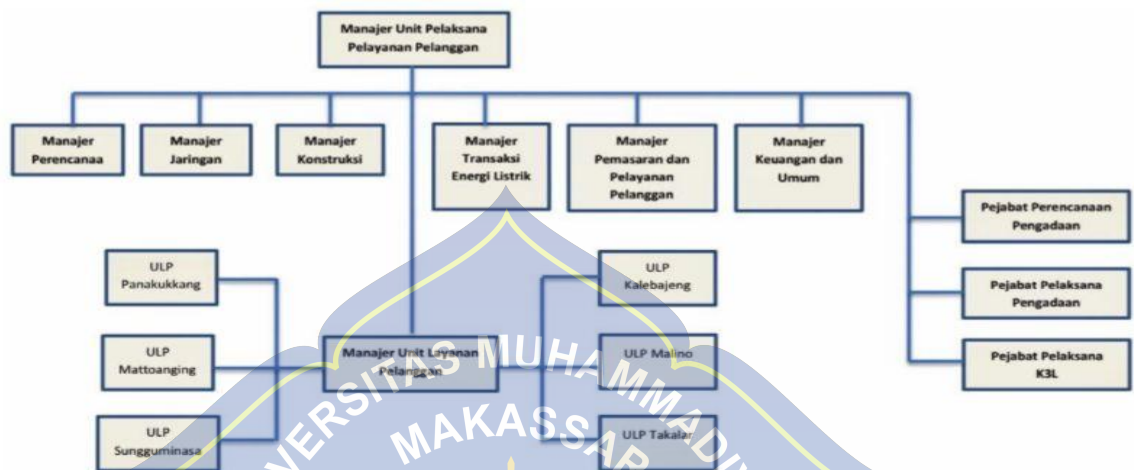 Manajer Unit Pelaksana
Pelayanan Pelanggan
Manajer
Perencanaa
Manajer
Jaringan
Manajer
Konstruksi
Manajer
Transaksi
Energi Listrik
Manajer
Pemasaran dan
Pelayanan
Pelanggan
Manajer
Keuangan dan
Umum
Pejabat Perencanaan
Pengadaan
Pejabat Pelaksana
Pengadaan
Pejabat Pelaksana
K3L
ULP
Panakukkang
ULP
Mattoanging
ULP
Sungguminasa
Manajer Unit Layanan
Pelanggan
ULP
Kalebajeng
ULP Malino
ULP Takalar
MUHAMMADI
MAKASSAR